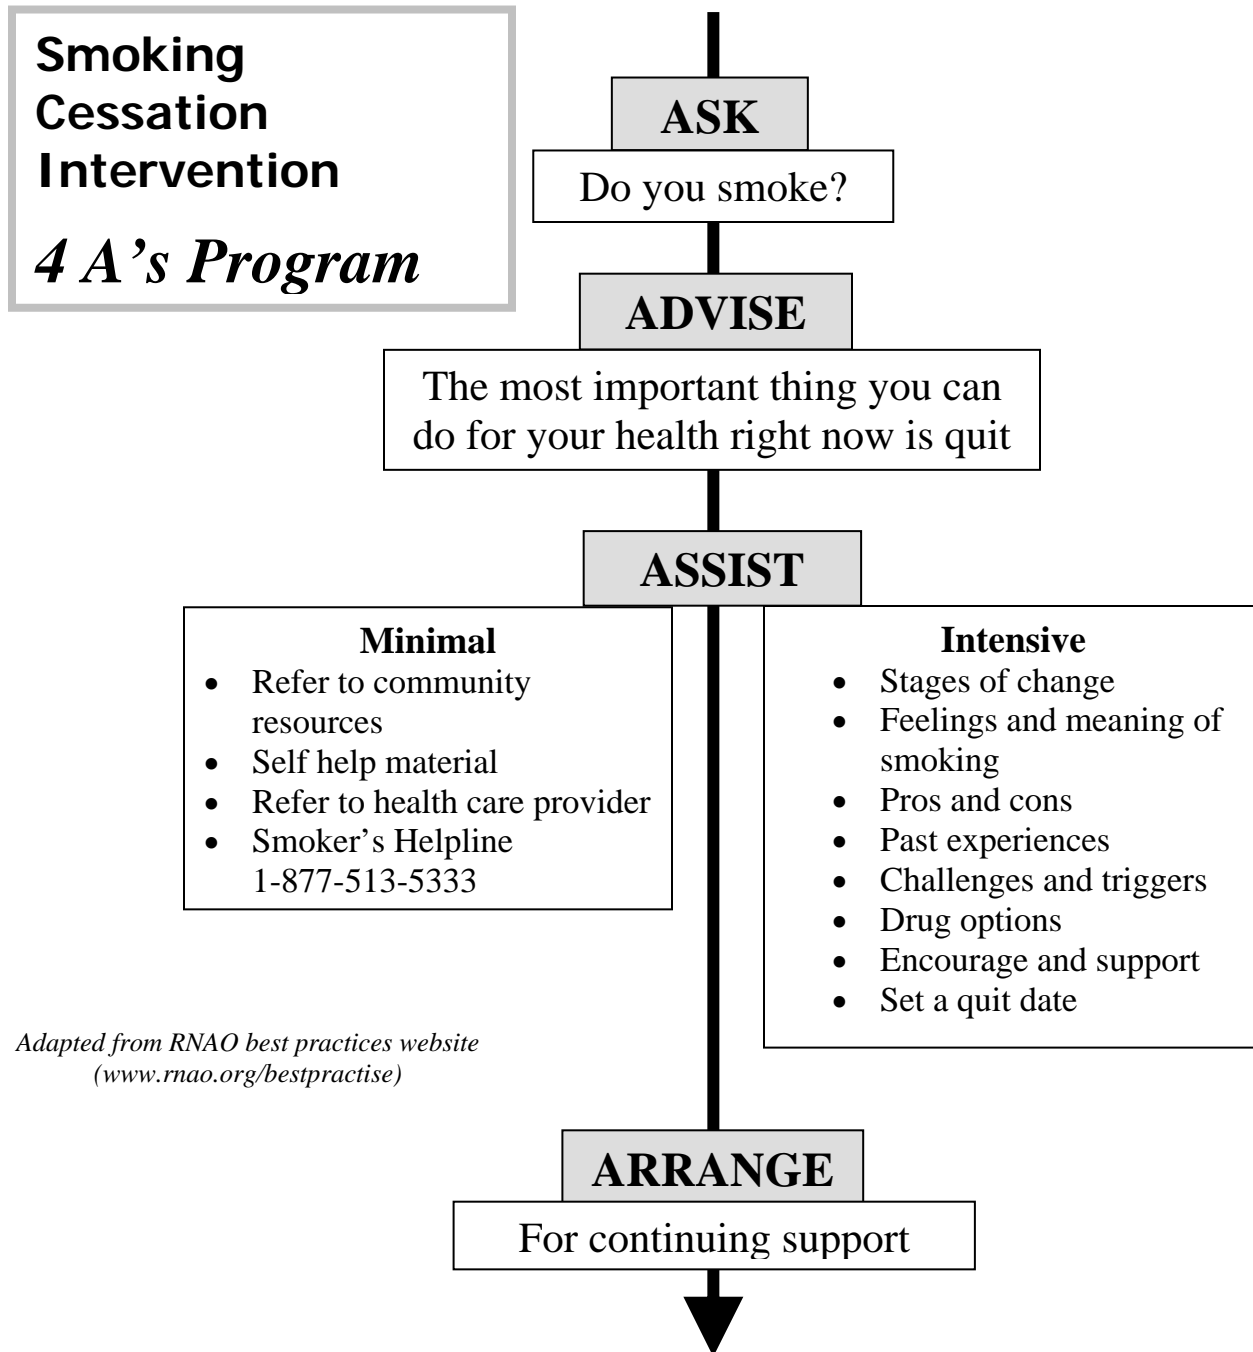 Smoking
Cessation
Intervention
4 A’s Program
ASK
Do you smoke?
ADVISE
The most important thing you can
do for your health right now is quit
ASSIST
Minimal
• Refer to community
resources
• Self help material
• Refer to health care provider
• Smoker’s Helpline
1-877-513-5333
Intensive
• Stages of change
• Feelings and meaning of
smoking
• Pros and cons
• Past experiences
• Challenges and triggers
• Drug options
• Encourage and support
• Set a quit date
Adapted from RNAO best practices website
(www.rnao.org/bestpractise)
ARRANGE
For continuing support